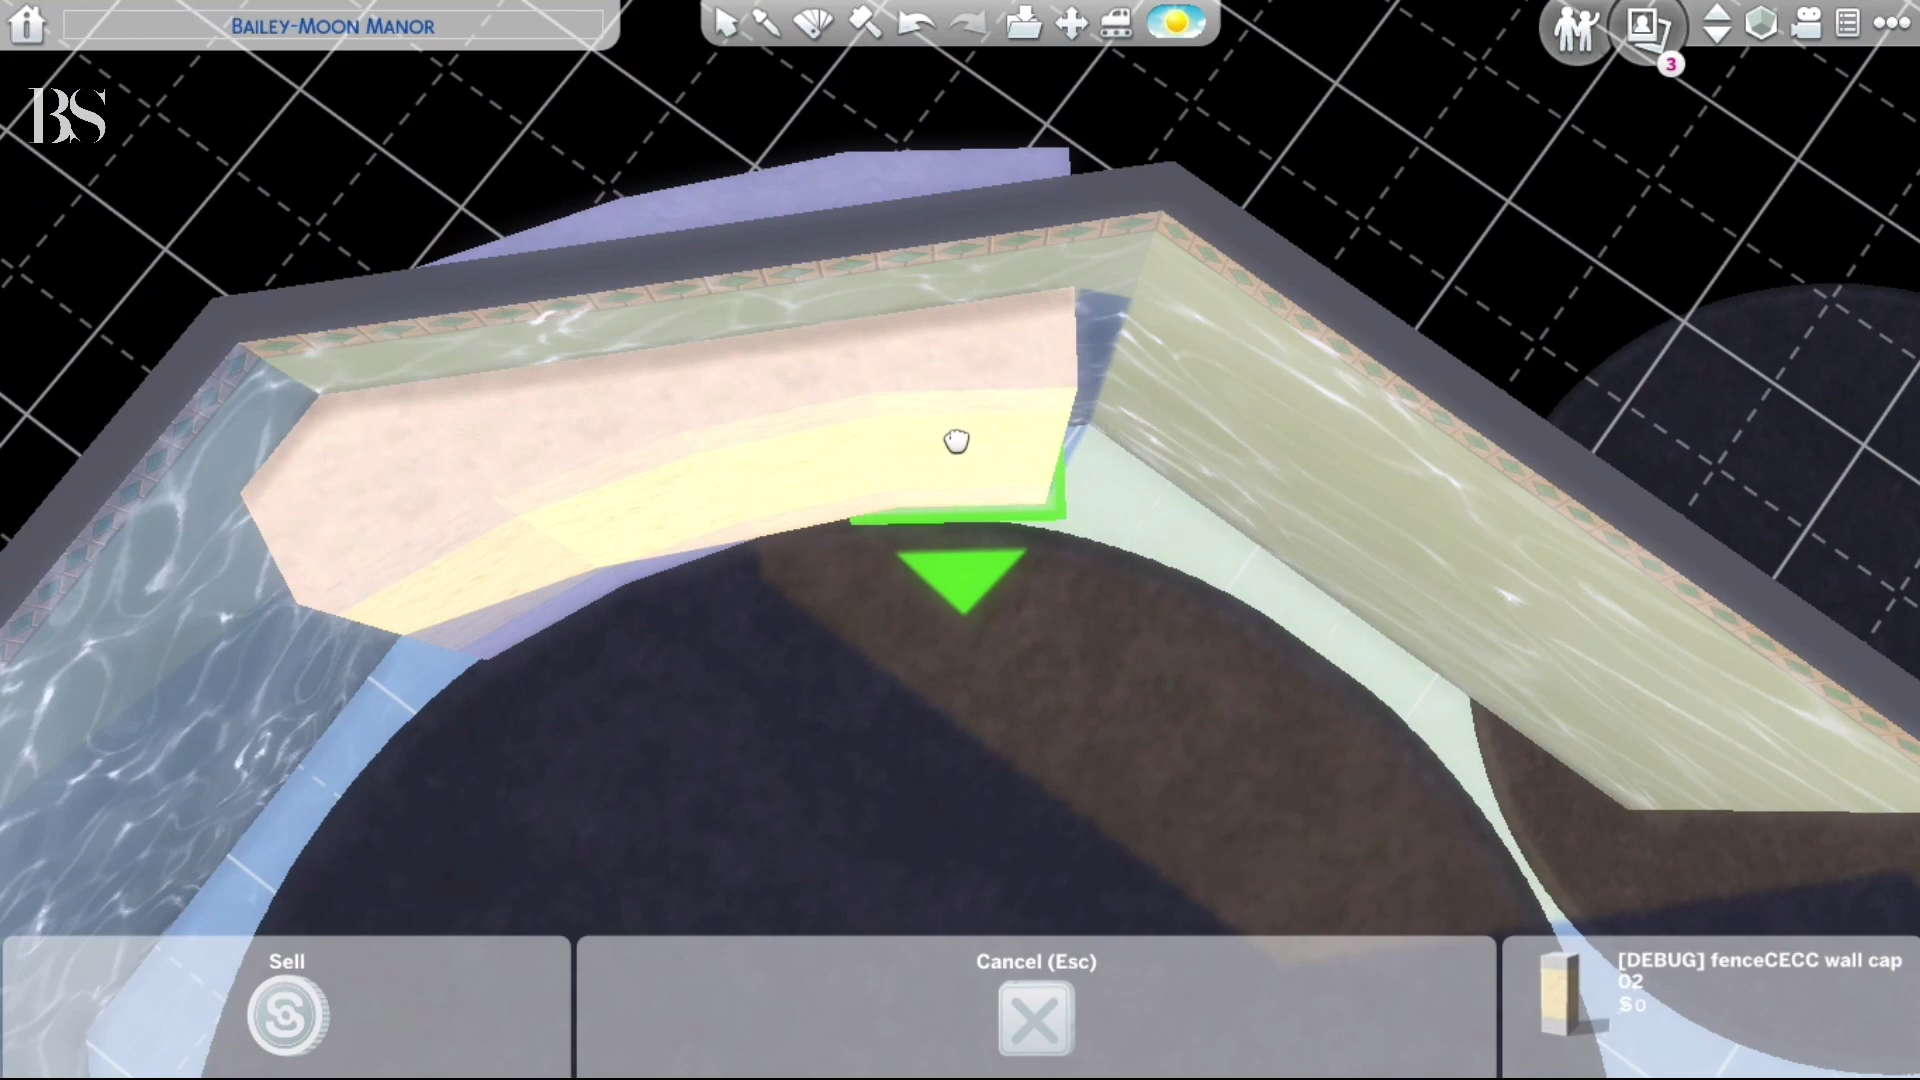 BAILEY-MOON MANOR
3
BS
Sell
Cancel (Esc)
[DEBUG] fenceCECC wall cap
02
§0